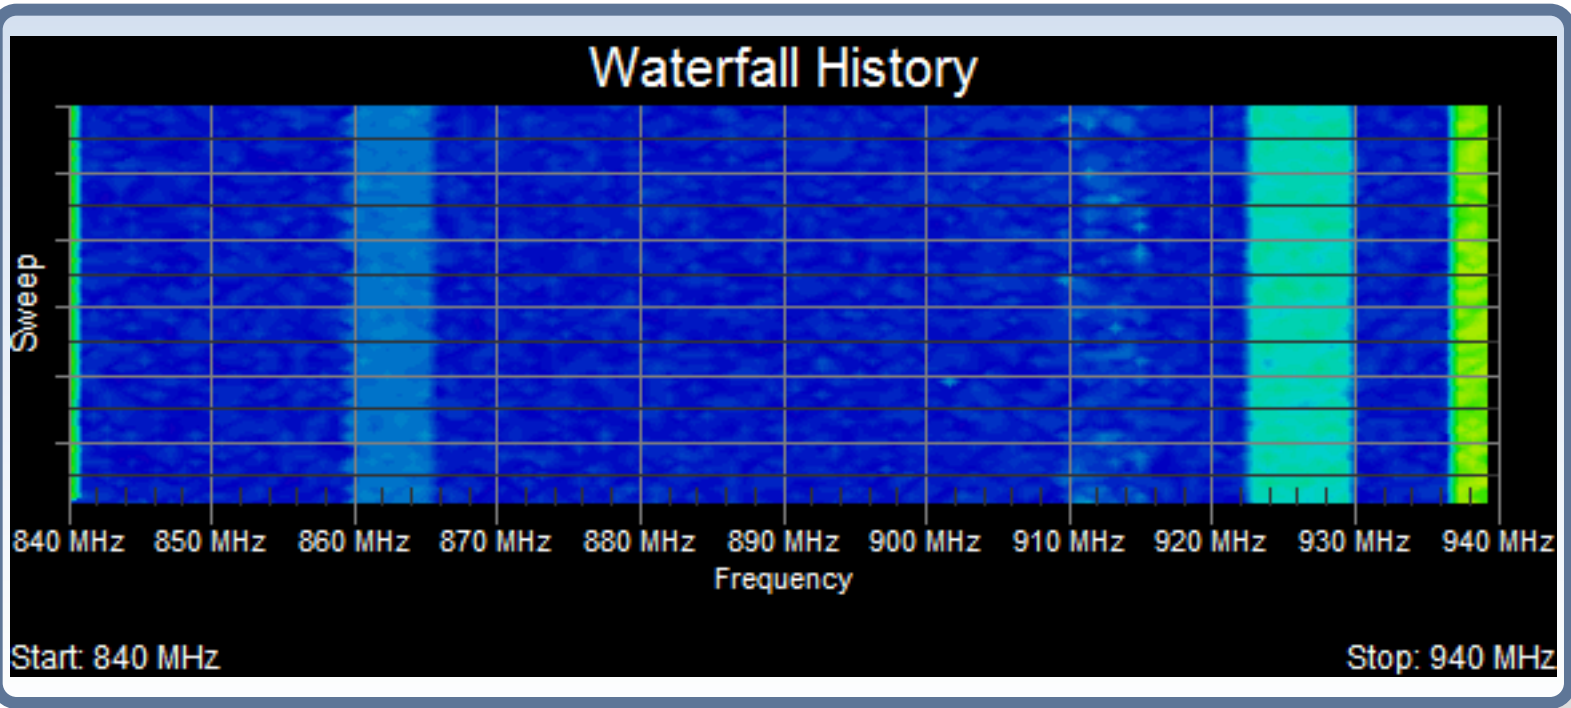 Waterfall History
Sweep
840 MHz 850 MHz 860 MHz 870 MHz 880 MHz 890 MHz 900 MHz 910 MHz 920 MHz 930 MHz 940 MHz
Frequency
Start: 840 MHz Stop: 940 MHz